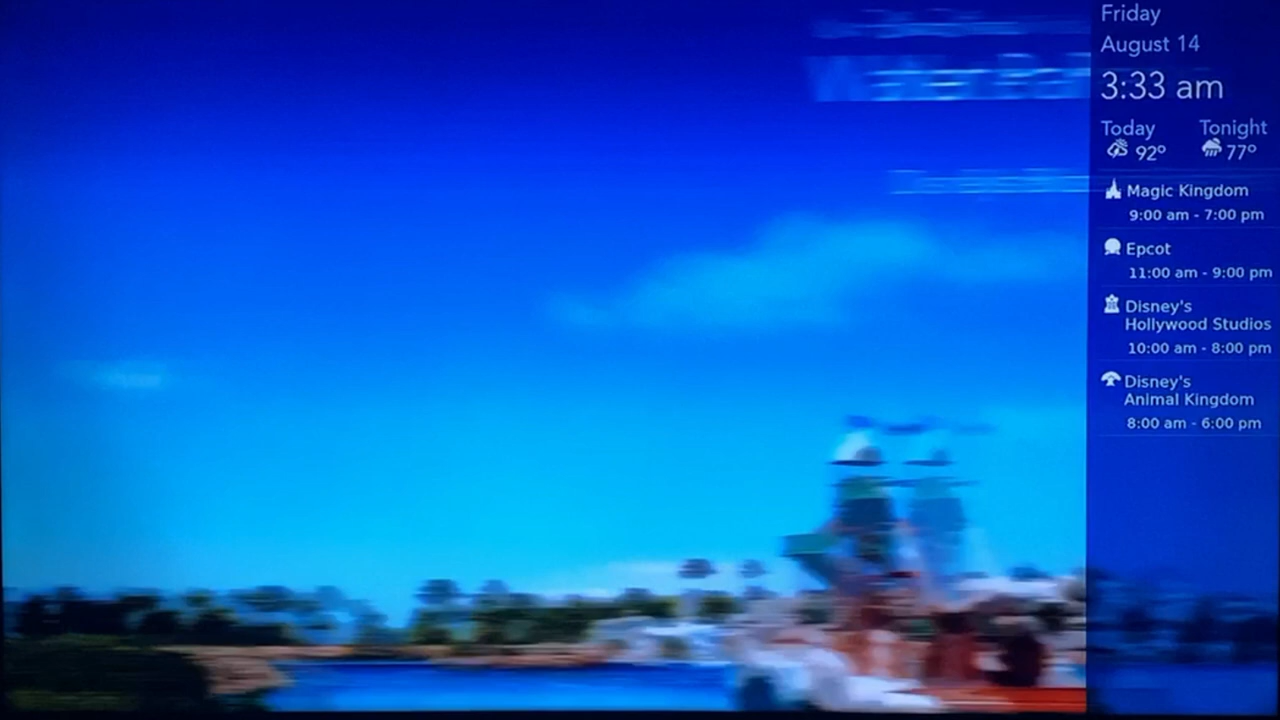 Friday
August 14
3:33 am
Today Tonight
92° 77°
Magic Kingdom
9:00 am - 7:00 pm
Epcot
11:00 am - 9:00 pm
Disney's
Hollywood Studios
10:00 am - 8:00 pm
Disney's
Animal Kingdom
8:00 am - 6:00 pm